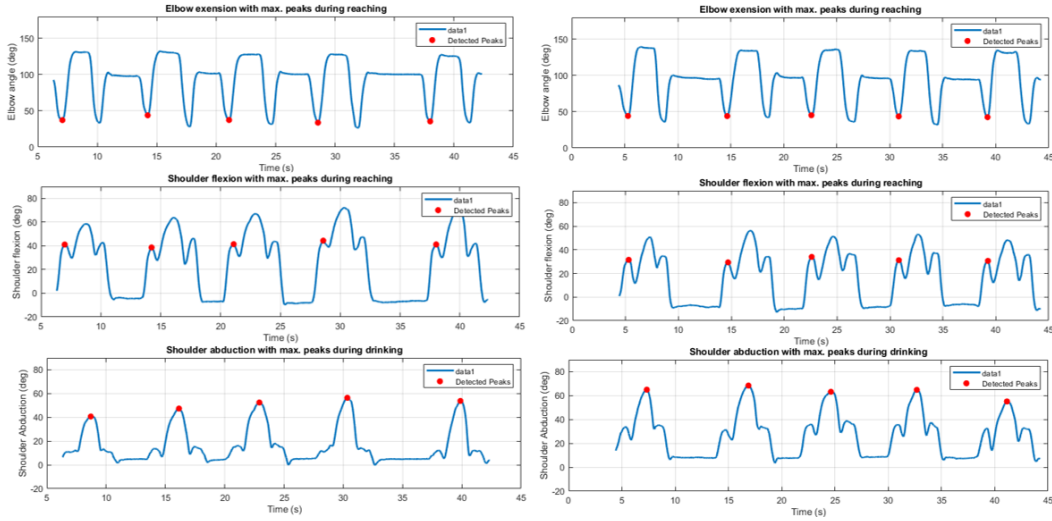 Elbow exension with max. peaks during reaching
150
100
50
0
Elbow angle (deg)
data1
Detected Peaks
5 10 15 20 25 30 35 40 45
Time (s)
Shoulder flexion with max. peaks during reaching
80
60
40
20
0
-20
Shoulder flexion (deg)
data1
Detected Peaks
5 10 15 20 25 30 35 40 45
Time (s)
Shoulder abduction with max. peaks during drinking
80
60
40
20
0
-20
Shoulder Abduction (deg)
data1
Detected Peaks
5 10 15 20 25 30 35 40 45
Time (s)
Elbow exension with max. peaks during reaching
150
100
50
0
Elbow angle (deg)
data1
Detected Peaks
0 5 10 15 20 25 30 35 40 45
Time (s)
Shoulder flexion with max. peaks during reaching
80
60
40
20
0
-20
Shoulder flexion (deg)
data1
Detected Peaks
0 5 10 15 20 25 30 35 40 45
Time (s)
Shoulder abduction with max. peaks during drinking
80
60
40
20
0
-20
Shoulder Abduction (deg)
data1
Detected Peaks
0 5 10 15 20 25 30 35 40 45
Time (s)